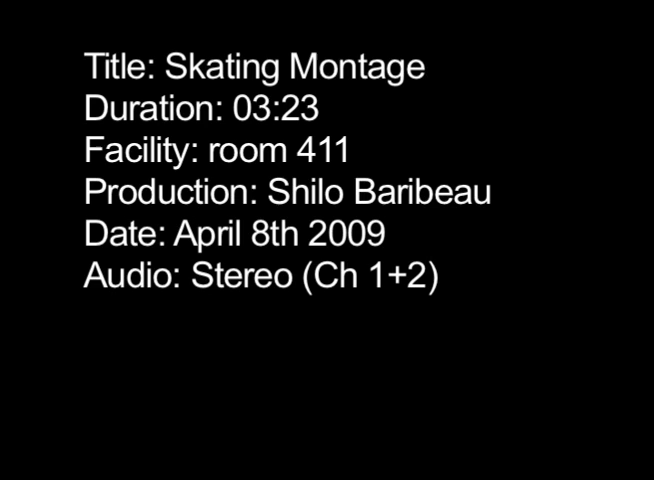 Title: Skating Montage
Duration: 03:23
Facility: room 411
Production: Shilo Baribeau
Date: April 8th 2009
Audio: Stereo (Ch 1+2)